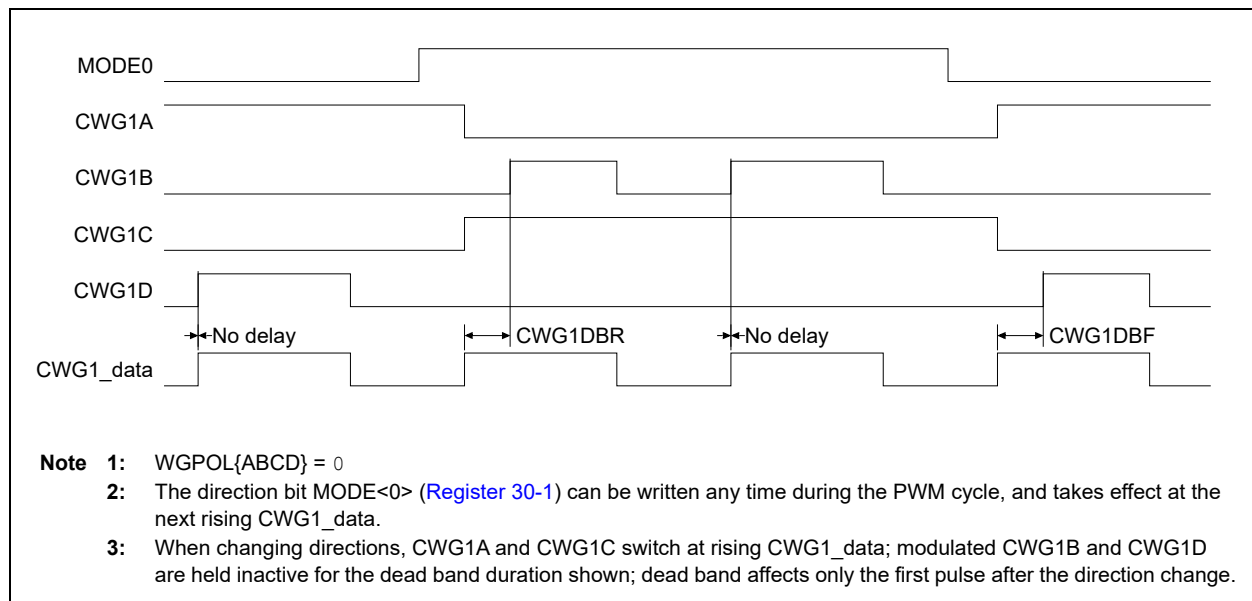 MODE0
CWG1A
CWG1B
CWG1C
CWG1D
No delay CWG1DBR No delay CWG1DBF
CWG1_data
Note 1: WGPOL{ABCD} = 0
2: The direction bit MODE<0> (Register 30-1) can be written any time during the PWM cycle, and takes effect at the
next rising CWG1_data.
3: When changing directions, CWG1A and CWG1C switch at rising CWG1_data; modulated CWG1B and CWG1D
are held inactive for the dead band duration shown; dead band affects only the first pulse after the direction change.